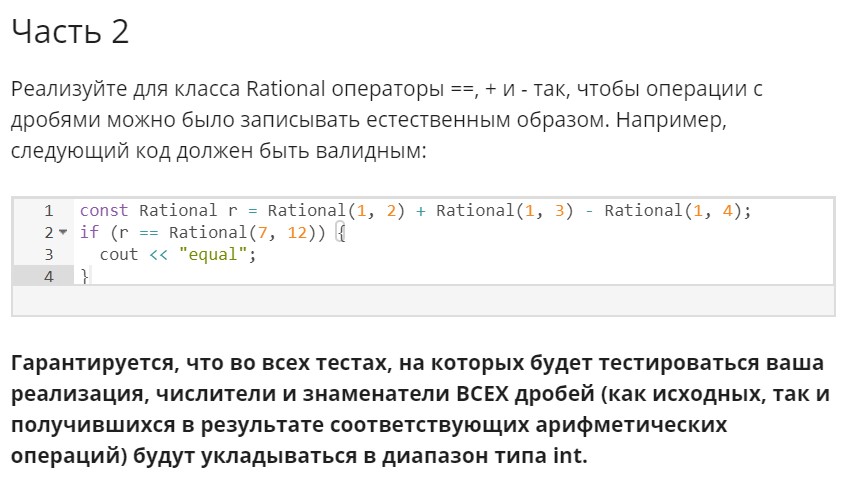 Часть 2
Реализуйте для класса Rational операторы ==, + и - так, чтобы операции с
дробями можно было записывать естественным образом. Например,
следующий код должен быть валидным:
1 const Rational r = Rational(1, 2) + Rational(1, 3) - Rational(1, 4);
2 if (r == Rational(7, 12)) {
3 cout << "equal";
4 }
Гарантируется, что во всех тестах, на которых будет тестироваться ваша
реализация, числители и знаменатели ВСЕХ дробей (как исходных, так и
получившихся в результате соответствующих арифметических
операций) будут укладываться в диапазон типа int.